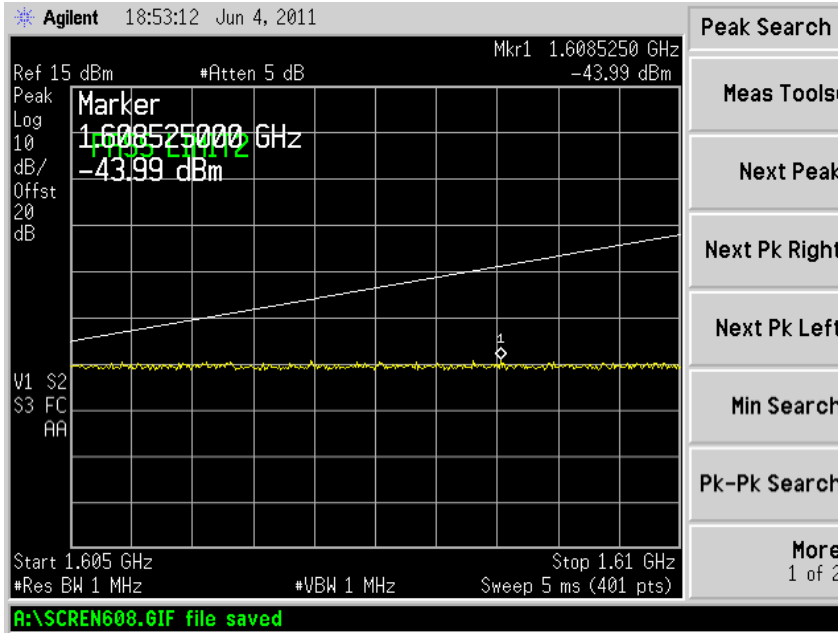 Agilent 18:53:12 Jun 4, 2011
Peak Search
Mkr1 1.6085250 GHz
Ref 15 dBm #Atten 5 dB -43.99 dBm
Peak
Log
10
dB/
Offst
20
dB
Marker
1.608525000 GHz
-43.99 dBm
PASS LIMIT2
1
V1 S2
S3 FC
AA
Start 1.605 GHz Stop 1.61 GHz
#Res BW 1 MHz #VBW 1 MHz Sweep 5 ms (401 pts)
A:\SCREN608.GIF file saved
Meas Tools
Next Peak
Next Pk Right
Next Pk Left
Min Search
Pk-Pk Search
More
1 of 2